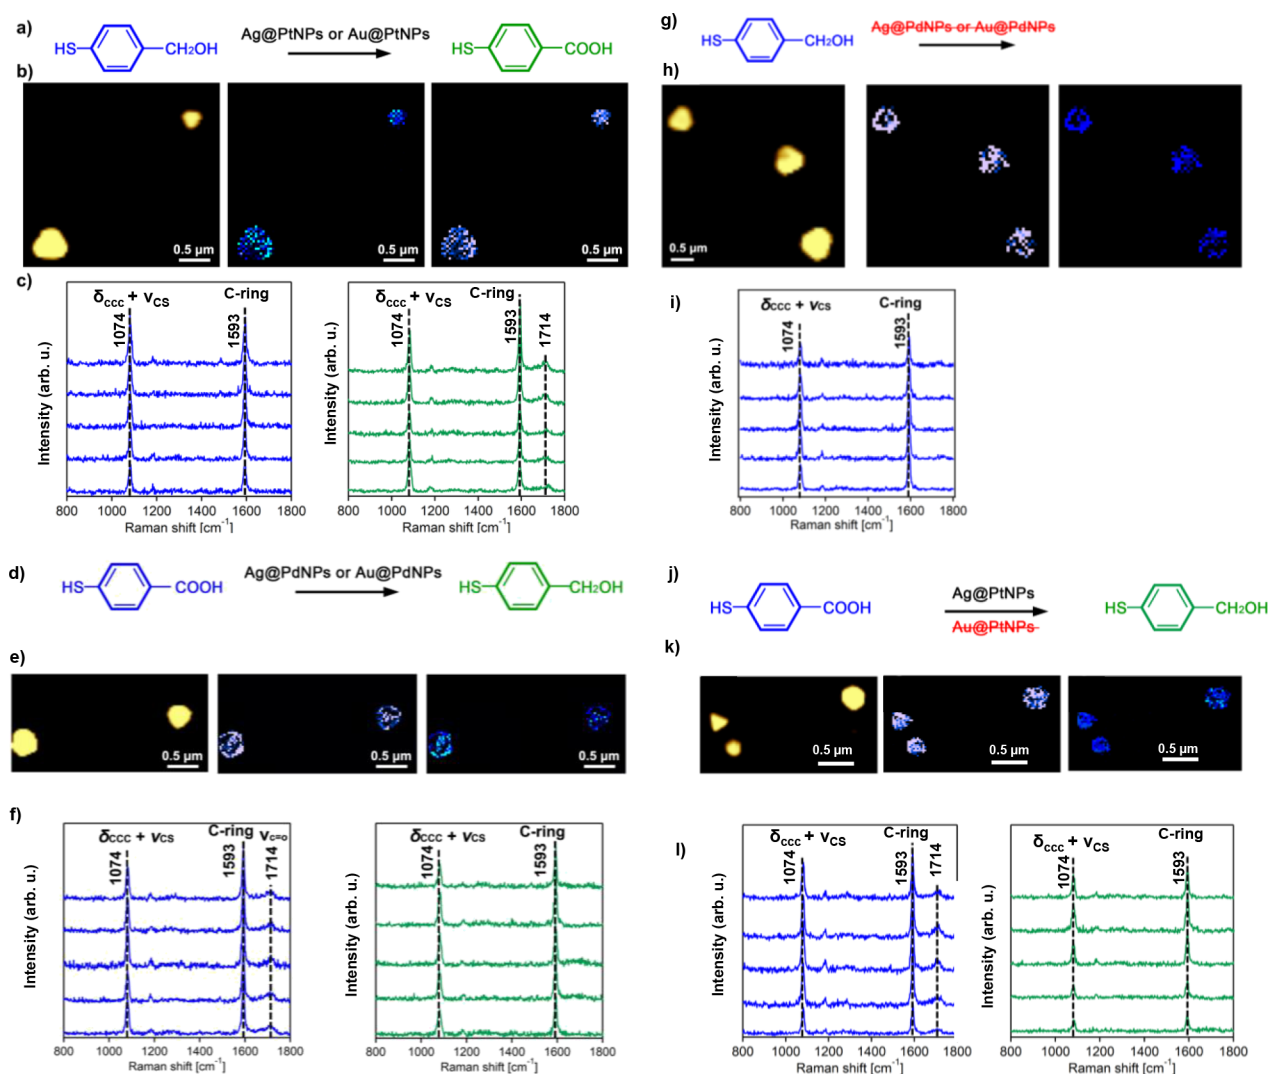 a)
HS
CH₂OH
Ag@PtNPs or Au@PtNPs
HS
COOH
b)
0.5 µm
0.5 µm
0.5 µm
c)
δCCC + νCS
C-ring
1074
1593
Intensity (arb. u.)
800 1000 1200 1400 1600 1800
Raman shift [cm⁻¹]
δCCC + νCS
C-ring
1074
1593
1714
Intensity (arb. u.)
800 1000 1200 1400 1600 1800
Raman shift [cm⁻¹]
d)
HS
COOH
Ag@PdNPs or Au@PdNPs
HS
CH₂OH
e)
0.5 µm
0.5 µm
0.5 µm
f)
δCCC + νCS
C-ring
νC=O
1074
1593
1714
Intensity (arb. u.)
800 1000 1200 1400 1600 1800
Raman shift [cm⁻¹]
δCCC + νCS
C-ring
1074
1593
Intensity (arb. u.)
800 1000 1200 1400 1600 1800
Raman shift [cm⁻¹]
g)
HS
CH₂OH
Ag@PdNPs or Au@PdNPs
h)
0.5 µm
i)
δCCC + νCS
C-ring
1074
1593
Intensity (arb. u.)
800 1000 1200 1400 1600 1800
Raman shift [cm⁻¹]
j)
HS
COOH
Ag@PtNPs
Au@PtNPs
HS
CH₂OH
k)
0.5 µm
0.5 µm
0.5 µm
l)
δCCC + νCS
C-ring
1074
1593
1714
Intensity (arb. u.)
800 1000 1200 1400 1600 1800
Raman shift [cm⁻¹]
δCCC + νCS
C-ring
1074
1593
Intensity (arb. u.)
800 1000 1200 1400 1600 1800
Raman shift [cm⁻¹]